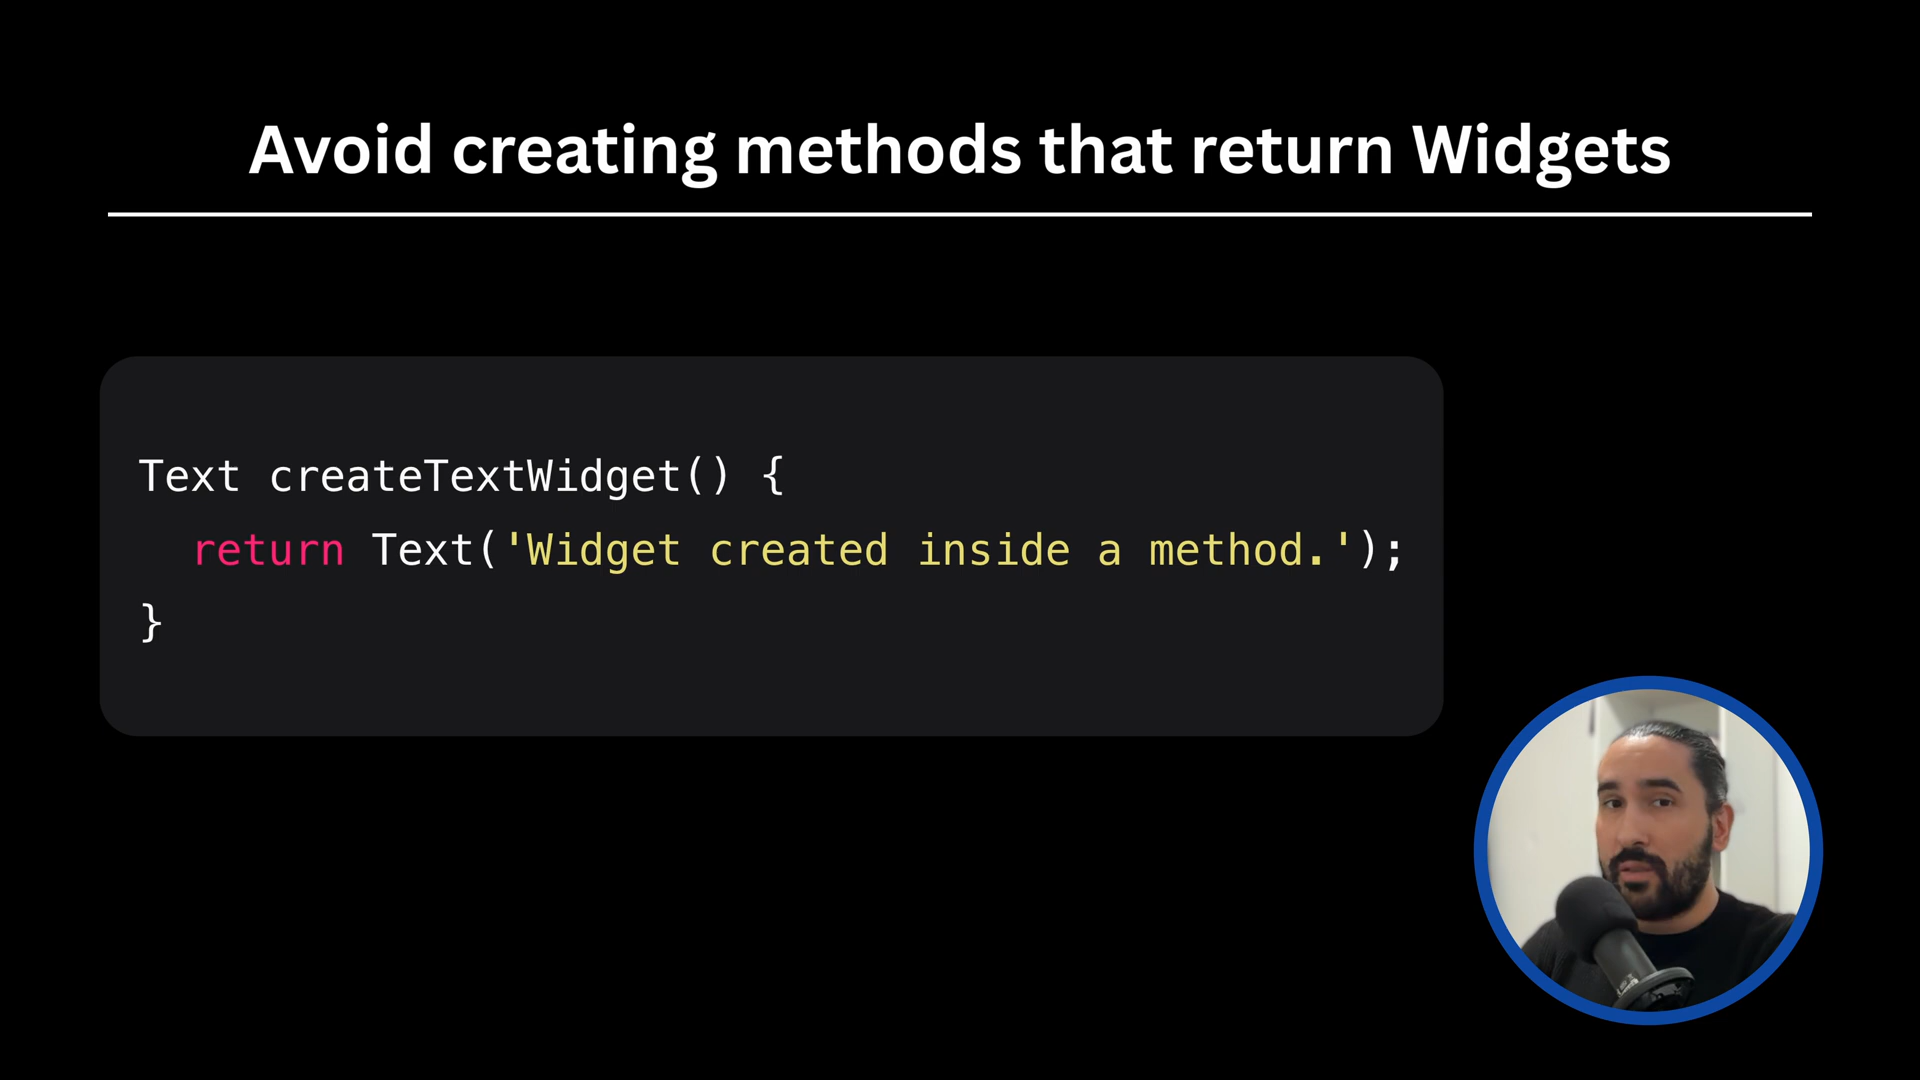 Avoid creating methods that return Widgets
Text createTextWidget() {
  return Text('Widget created inside a method.');
}